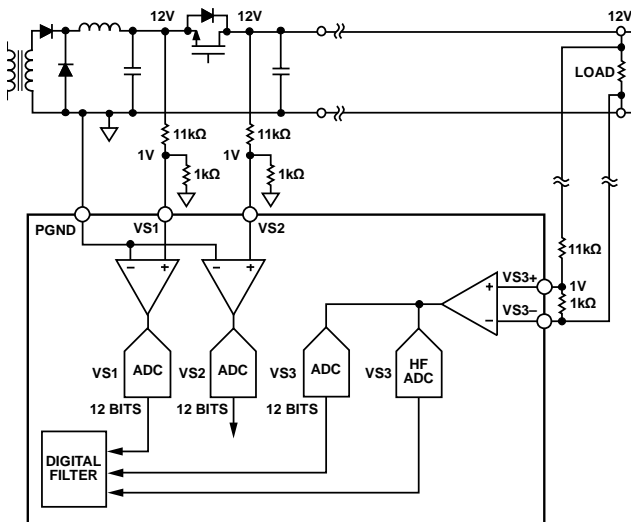 12V
12V
12V
LOAD
11kΩ
11kΩ
1V
1kΩ
1V
1kΩ
11kΩ
PGND
VS1
VS2
VS3+
1V
1kΩ
VS3–
–
+
–
+
+
–
VS1
ADC
VS2
ADC
VS3
ADC
VS3
HF
ADC
12 BITS
12 BITS
12 BITS
DIGITAL
FILTER